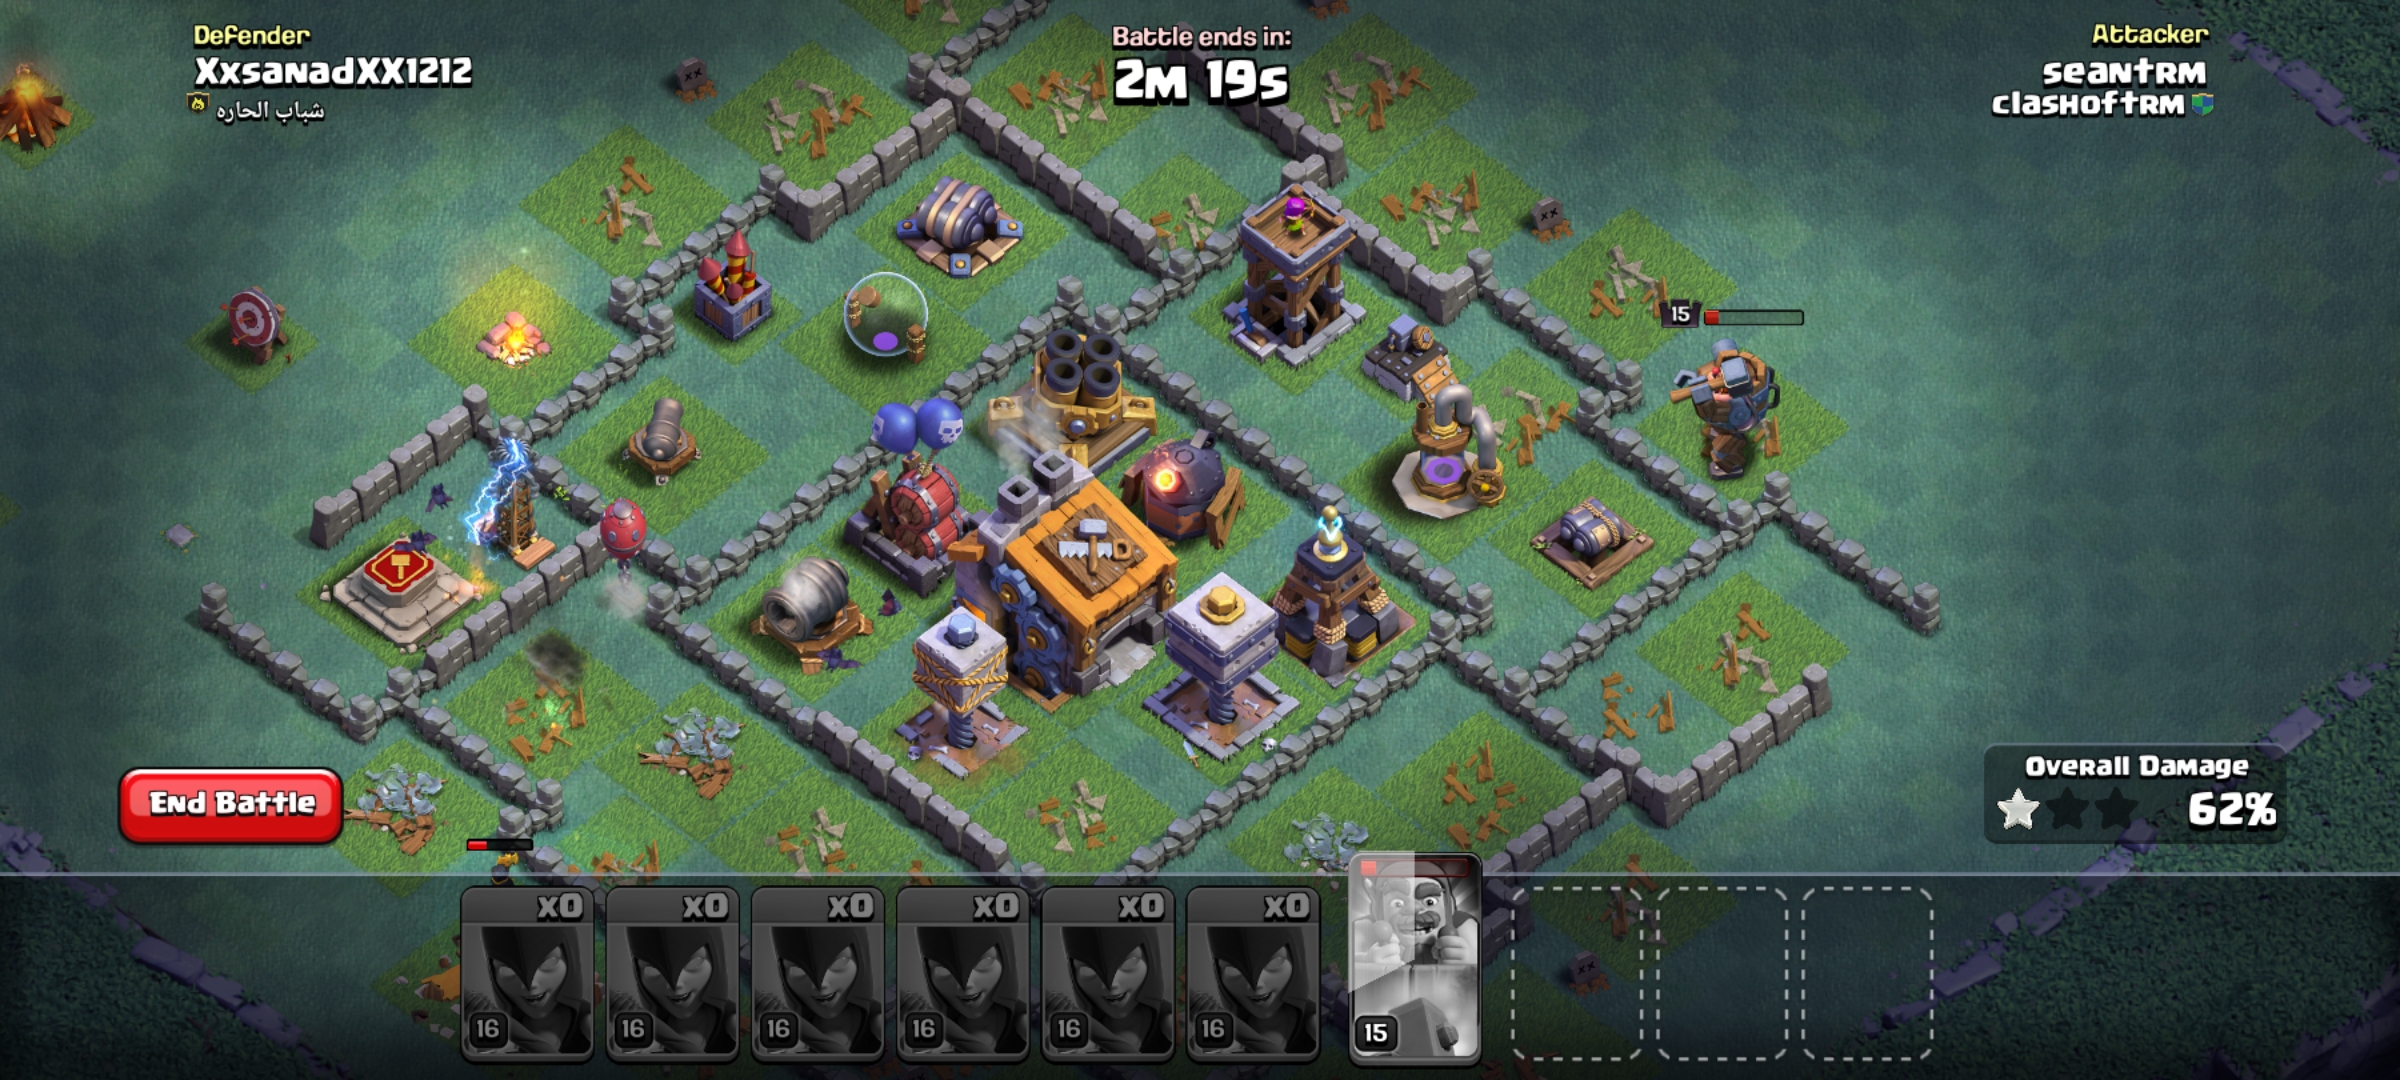 Defender
XxsanadXX1212
شباب الحاره
Battle ends in:
2M 19s
Attacker
seantRM
clashoftRM
15
End Battle
Overall Damage
62%
x0 x0 x0 x0 x0 x0
16 16 16 16 16 16 15